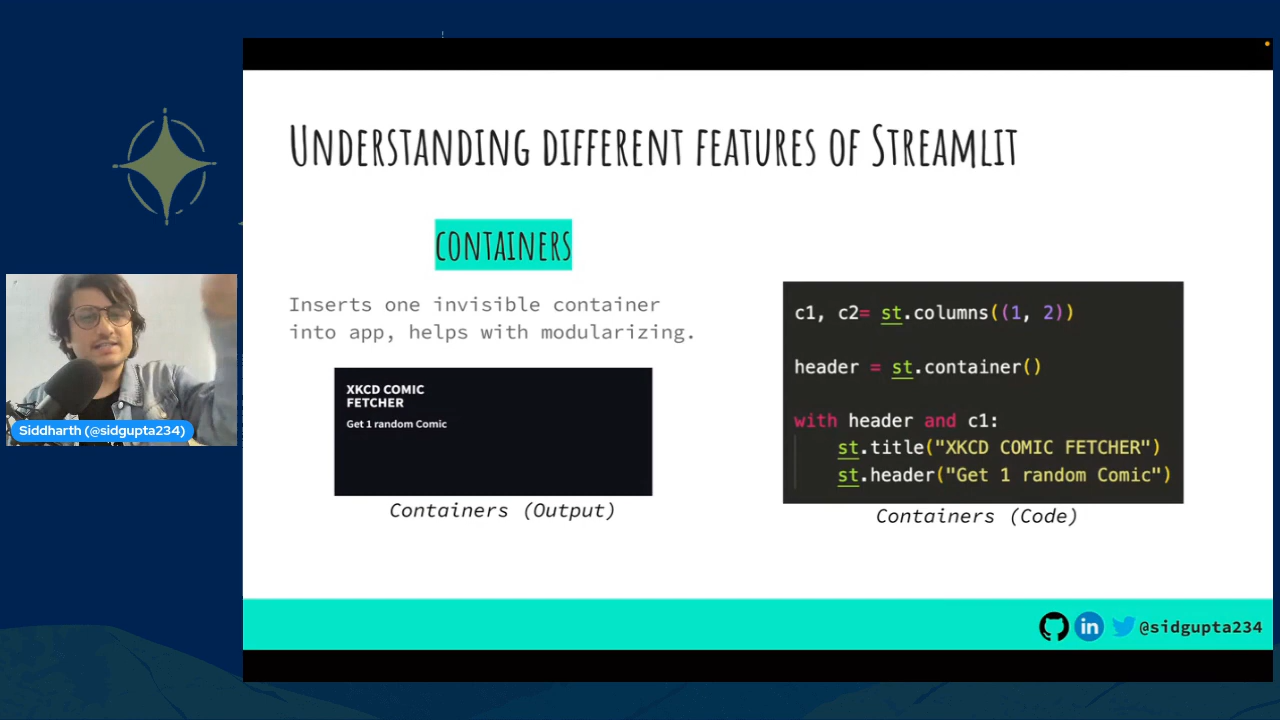 Understanding different features of Streamlit
containers
Inserts one invisible container
into app, helps with modularizing.
XKCD COMIC
FETCHER
Get 1 random Comic
Containers (Output)
c1, c2= st.columns((1, 2))
header = st.container()
with header and c1:
st.title("XKCD COMIC FETCHER")
st.header("Get 1 random Comic")
Containers (Code)
Siddharth (@sidgupta234)
in
@sidgupta234